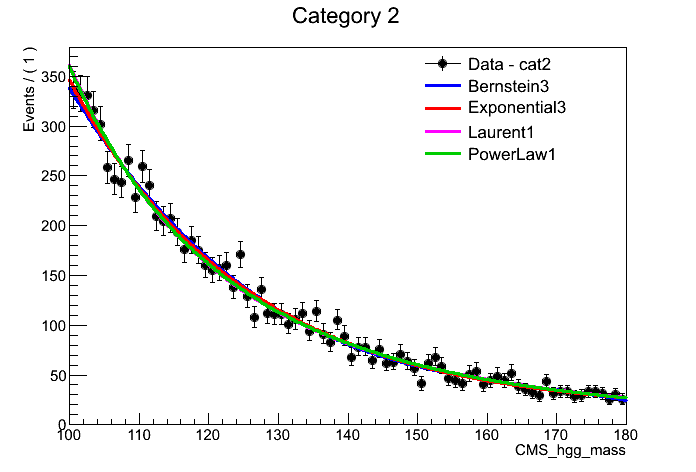 Category 2
Events / ( 1 )
350
300
250
200
150
100
50
0
Data - cat2
Bernstein3
Exponential3
Laurent1
PowerLaw1
100 110 120 130 140 150 160 170 180
CMS_hgg_mass